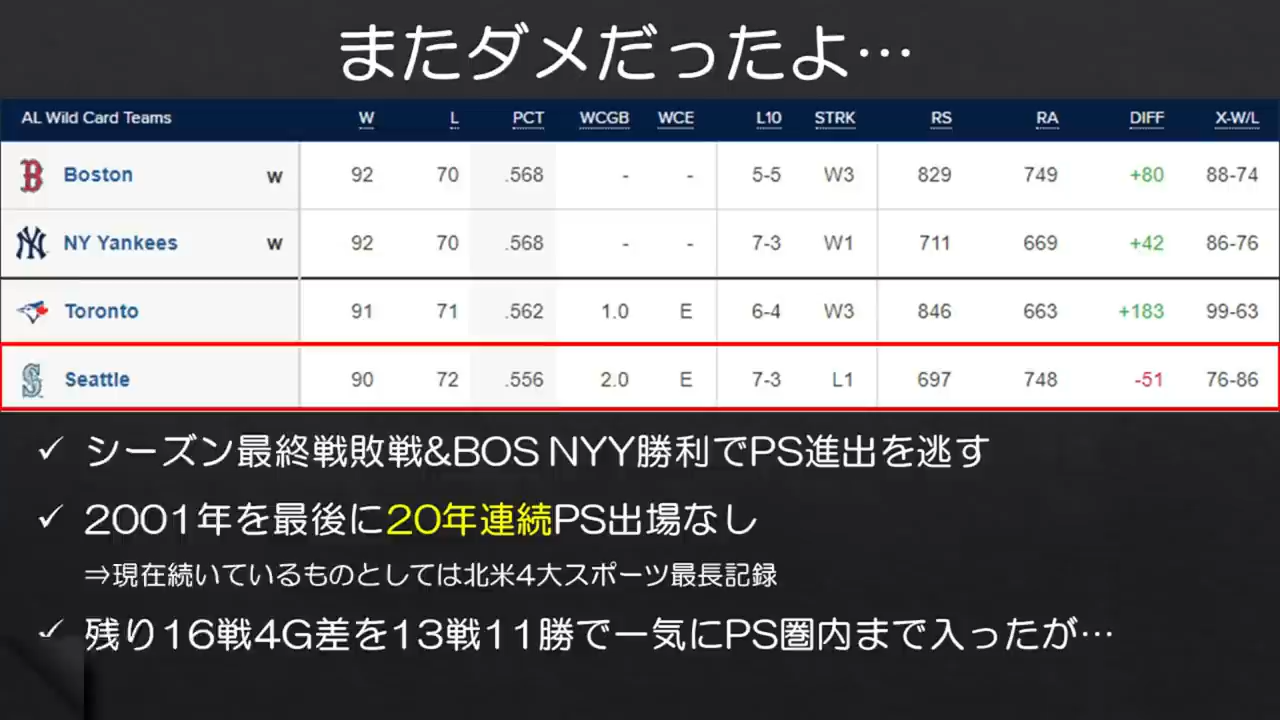 またダメだったよ…
AL Wild Card Teams W L PCT WCGB WCE L10 STRK RS RA DIFF X-W/L
Boston w 92 70 .568 - - 5-5 W3 829 749 +80 88-74
NY Yankees w 92 70 .568 - - 7-3 W1 711 669 +42 86-76
Toronto 91 71 .562 1.0 E 6-4 W3 846 663 +183 99-63
Seattle 90 72 .556 2.0 E 7-3 L1 697 748 -51 76-86
✓ シーズン最終戦敗戦&BOS NYY勝利でPS進出を逃す
✓ 2001年を最後に20年連続PS出場なし
⇒現在続いているものとしては北米4大スポーツ最長記録
✓ 残り16戦4G差を13戦11勝で一気にPS圏内まで入ったが…